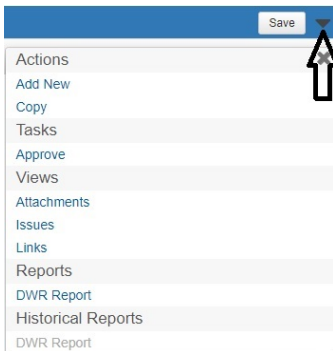 Save
Actions
Add New
Copy
Tasks
Approve
Views
Attachments
Issues
Links
Reports
DWR Report
Historical Reports
DWR Report